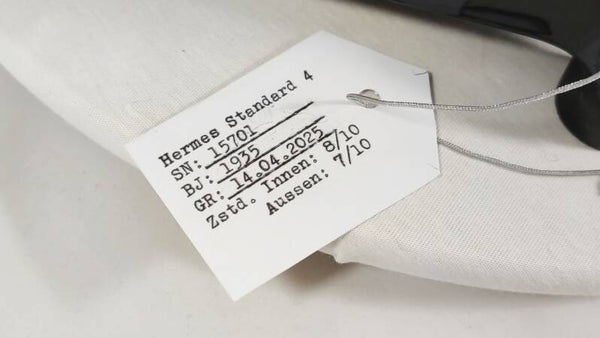 Hermes Standard 4
SN: 15701
BJ: 1935
GR: 14.04.2025
Zstd. Innen: 8/10
Aussen: 7/10